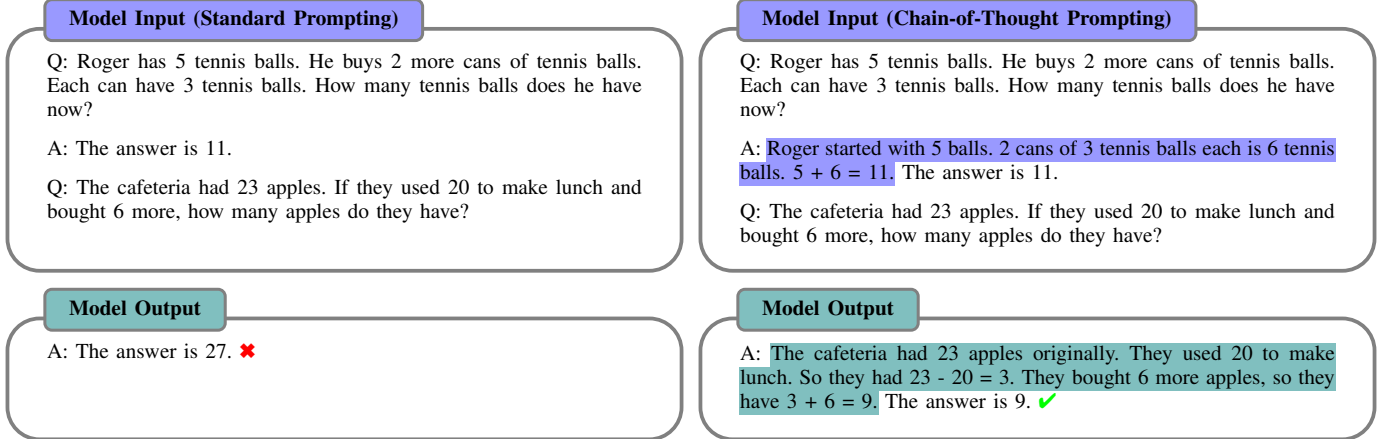 Model Input (Standard Prompting)
Q: Roger has 5 tennis balls. He buys 2 more cans of tennis balls.
Each can have 3 tennis balls. How many tennis balls does he have
now?
A: The answer is 11.
Q: The cafeteria had 23 apples. If they used 20 to make lunch and
bought 6 more, how many apples do they have?
Model Output
A: The answer is 27. ✖
Model Input (Chain-of-Thought Prompting)
Q: Roger has 5 tennis balls. He buys 2 more cans of tennis balls.
Each can have 3 tennis balls. How many tennis balls does he have
now?
A: Roger started with 5 balls. 2 cans of 3 tennis balls each is 6 tennis
balls. 5 + 6 = 11. The answer is 11.
Q: The cafeteria had 23 apples. If they used 20 to make lunch and
bought 6 more, how many apples do they have?
Model Output
A: The cafeteria had 23 apples originally. They used 20 to make
lunch. So they had 23 - 20 = 3. They bought 6 more apples, so they
have 3 + 6 = 9. The answer is 9. ✔